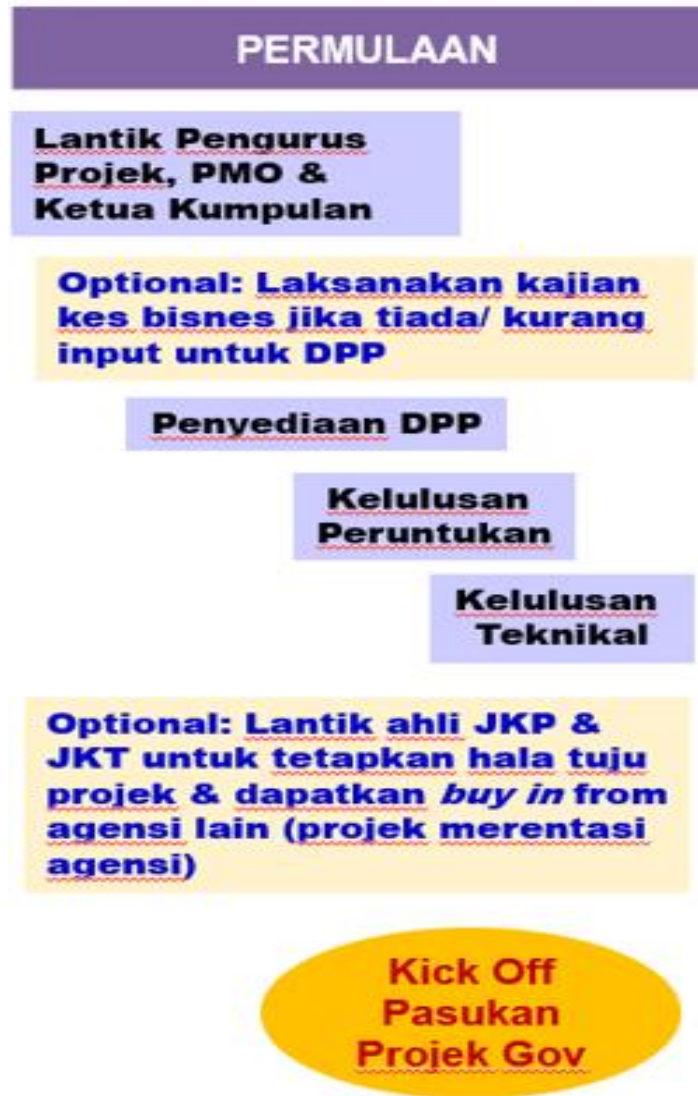 PERMULAAN
Lantik Pengurus
Projek, PMO &
Ketua Kumpulan
Optional: Laksanakan kajian
kes bisnes jika tiada/ kurang
input untuk DPP
Penyediaan DPP
Kelulusan
Peruntukan
Kelulusan
Teknikal
Optional: Lantik ahli JKP &
JKT untuk tetapkan hala tuju
projek & dapatkan buy in from
agensi lain (projek merentasi
agensi)
Kick Off
Pasukan
Projek Gov